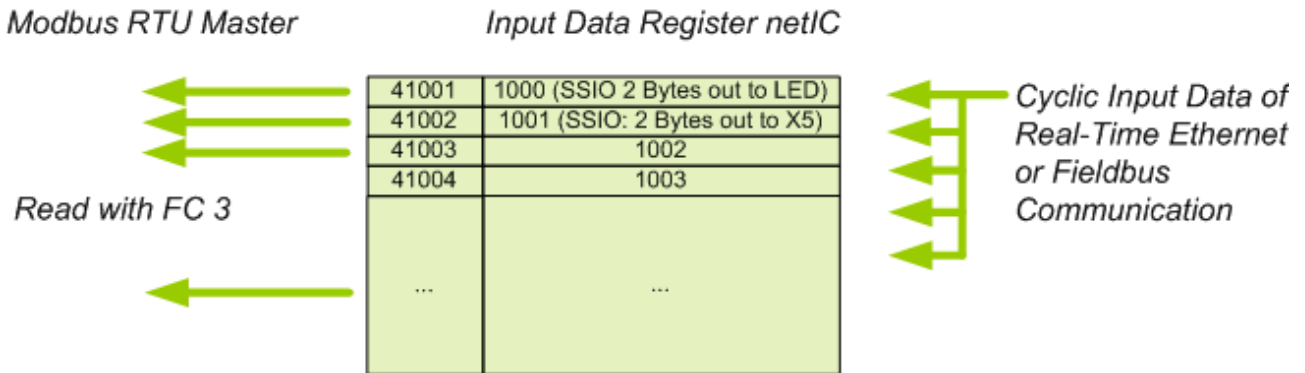 Modbus RTU Master
Input Data Register netIC
41001 1000 (SSIO 2 Bytes out to LED)
41002 1001 (SSIO: 2 Bytes out to X5)
41003 1002
41004 1003
... ...
Read with FC 3
Cyclic Input Data of
Real-Time Ethernet
or Fieldbus
Communication